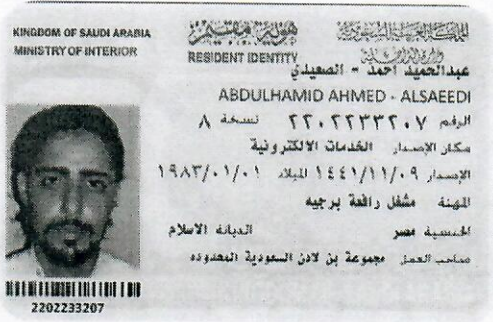 KINGDOM OF SAUDI ARABIA
MINISTRY OF INTERIOR
هوية مقيم
RESIDENT IDENTITY
المملكة العربية السعودية
وزارة الداخلية
عبدالحميد احمد - الصعيدي
ABDULHAMID AHMED - ALSAEEDI
الرقم ٢٢٠٢٢٣٣٢٠٧ نسخة ٨
مكان الإصدار الخدمات الالكترونية
الإصدار ١٤٤١/١١/٠٩ الميلاد ١٩٨٣/٠١/٠١
المهنة مشغل رافعة برجيه
الجنسية مصر الديانة الاسلام
صاحب العمل مجموعة بن لادن السعودية المحدوده
2202233207